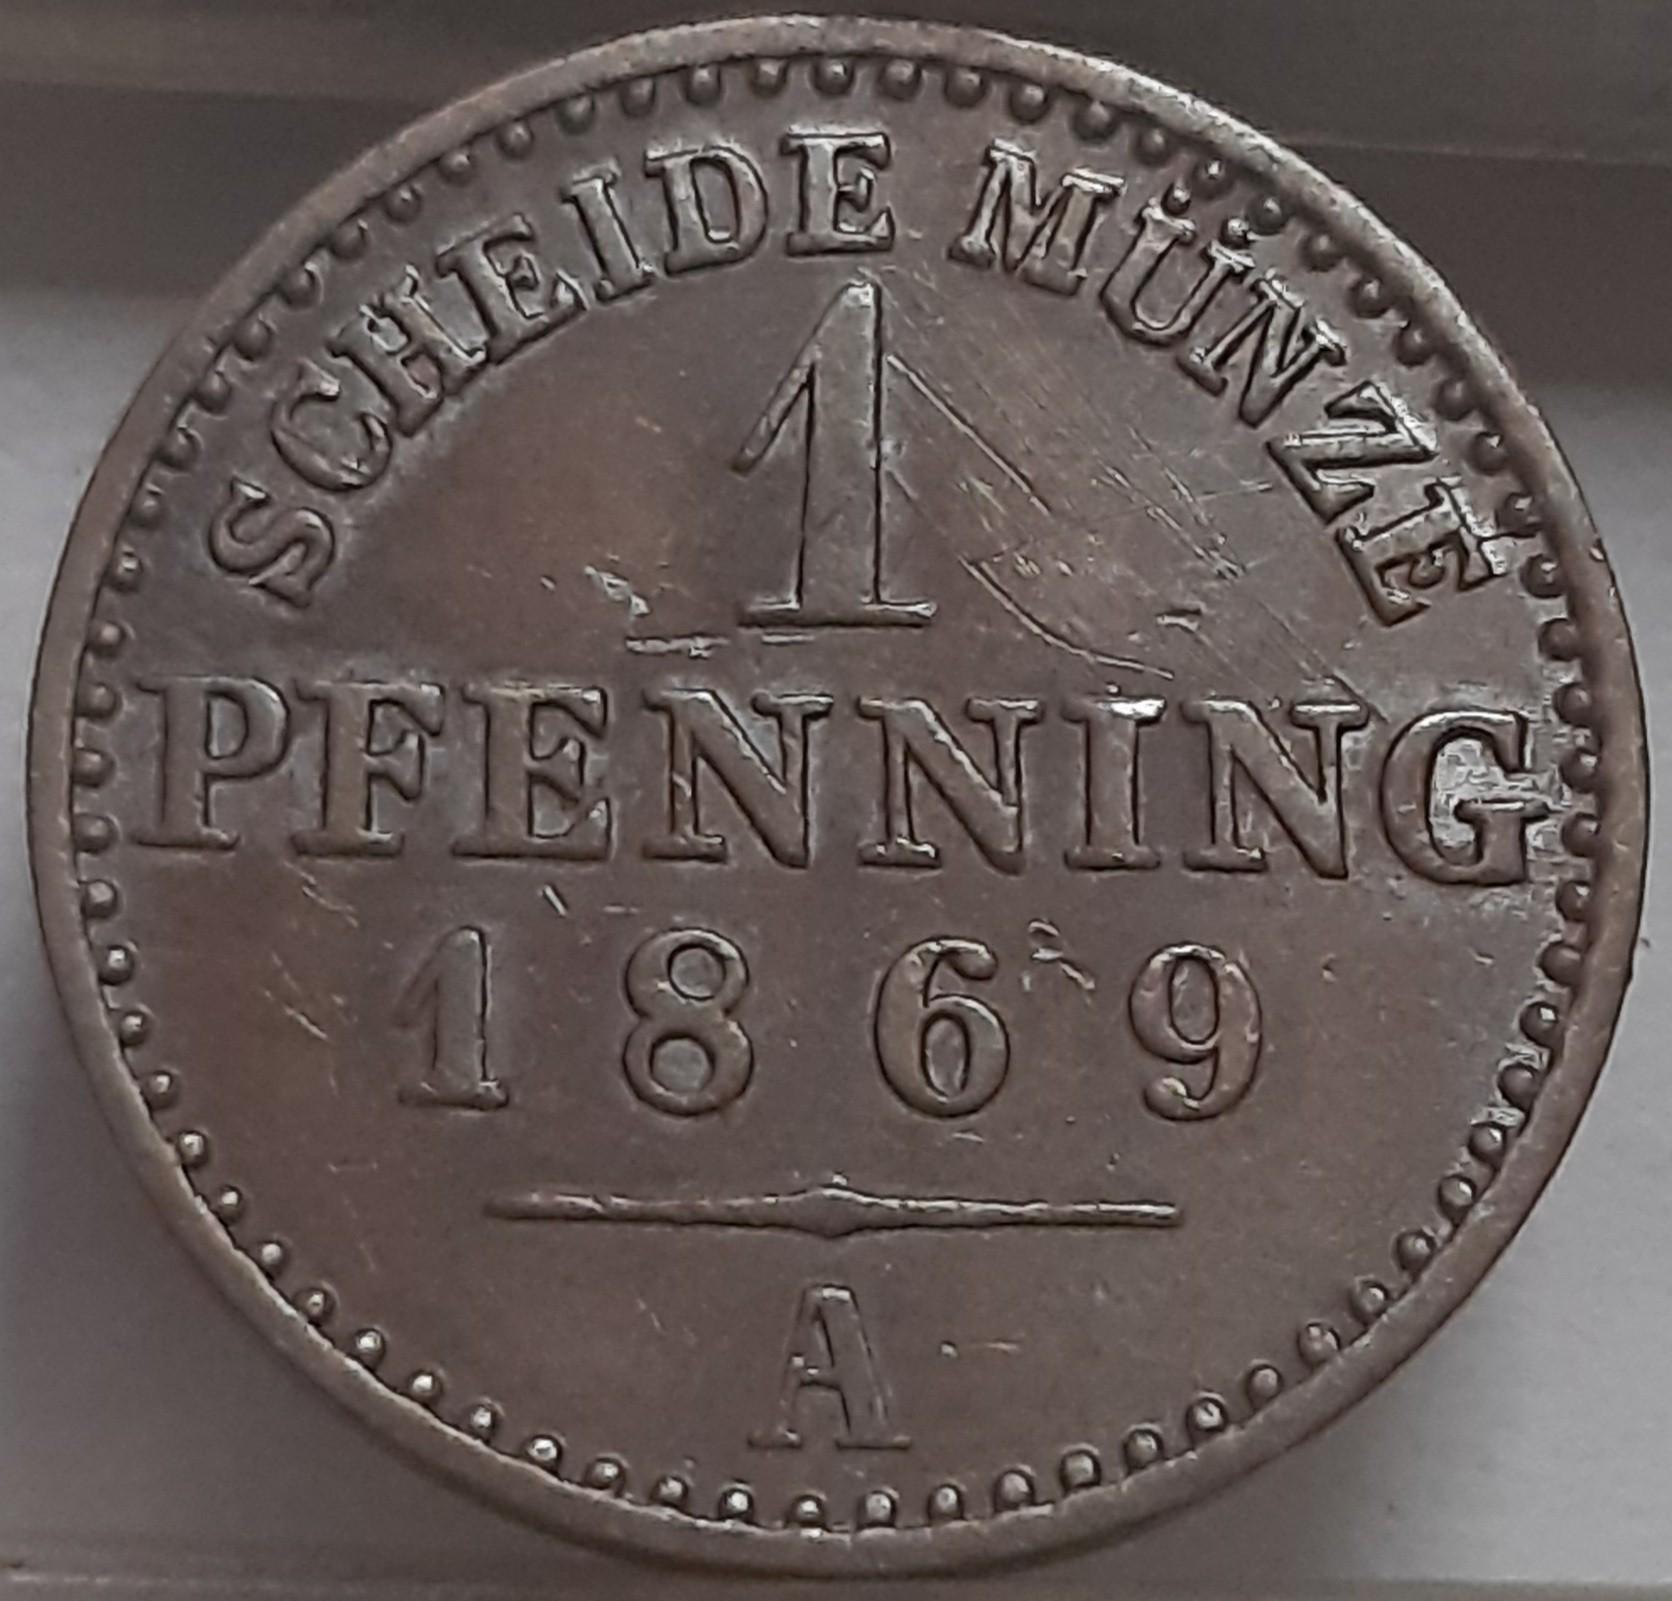 SCHEIDE MÜNZE
1
PFENNING
1869
A